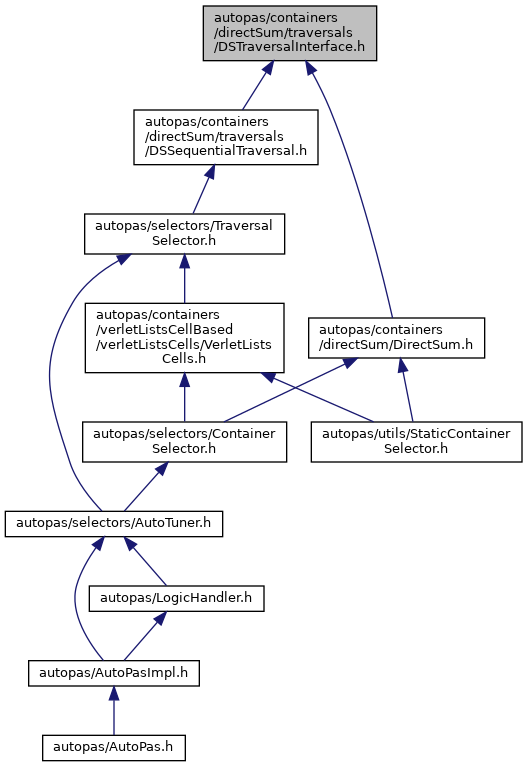 autopas/containers
/directSum/traversals
/DSTraversalInterface.h
autopas/containers
/directSum/traversals
/DSSequentialTraversal.h
autopas/selectors/Traversal
Selector.h
autopas/containers
/verletListsCellBased
/verletListsCells/VerletLists
Cells.h
autopas/containers
/directSum/DirectSum.h
autopas/selectors/Container
Selector.h
autopas/utils/StaticContainer
Selector.h
autopas/selectors/AutoTuner.h
autopas/LogicHandler.h
autopas/AutoPasImpl.h
autopas/AutoPas.h